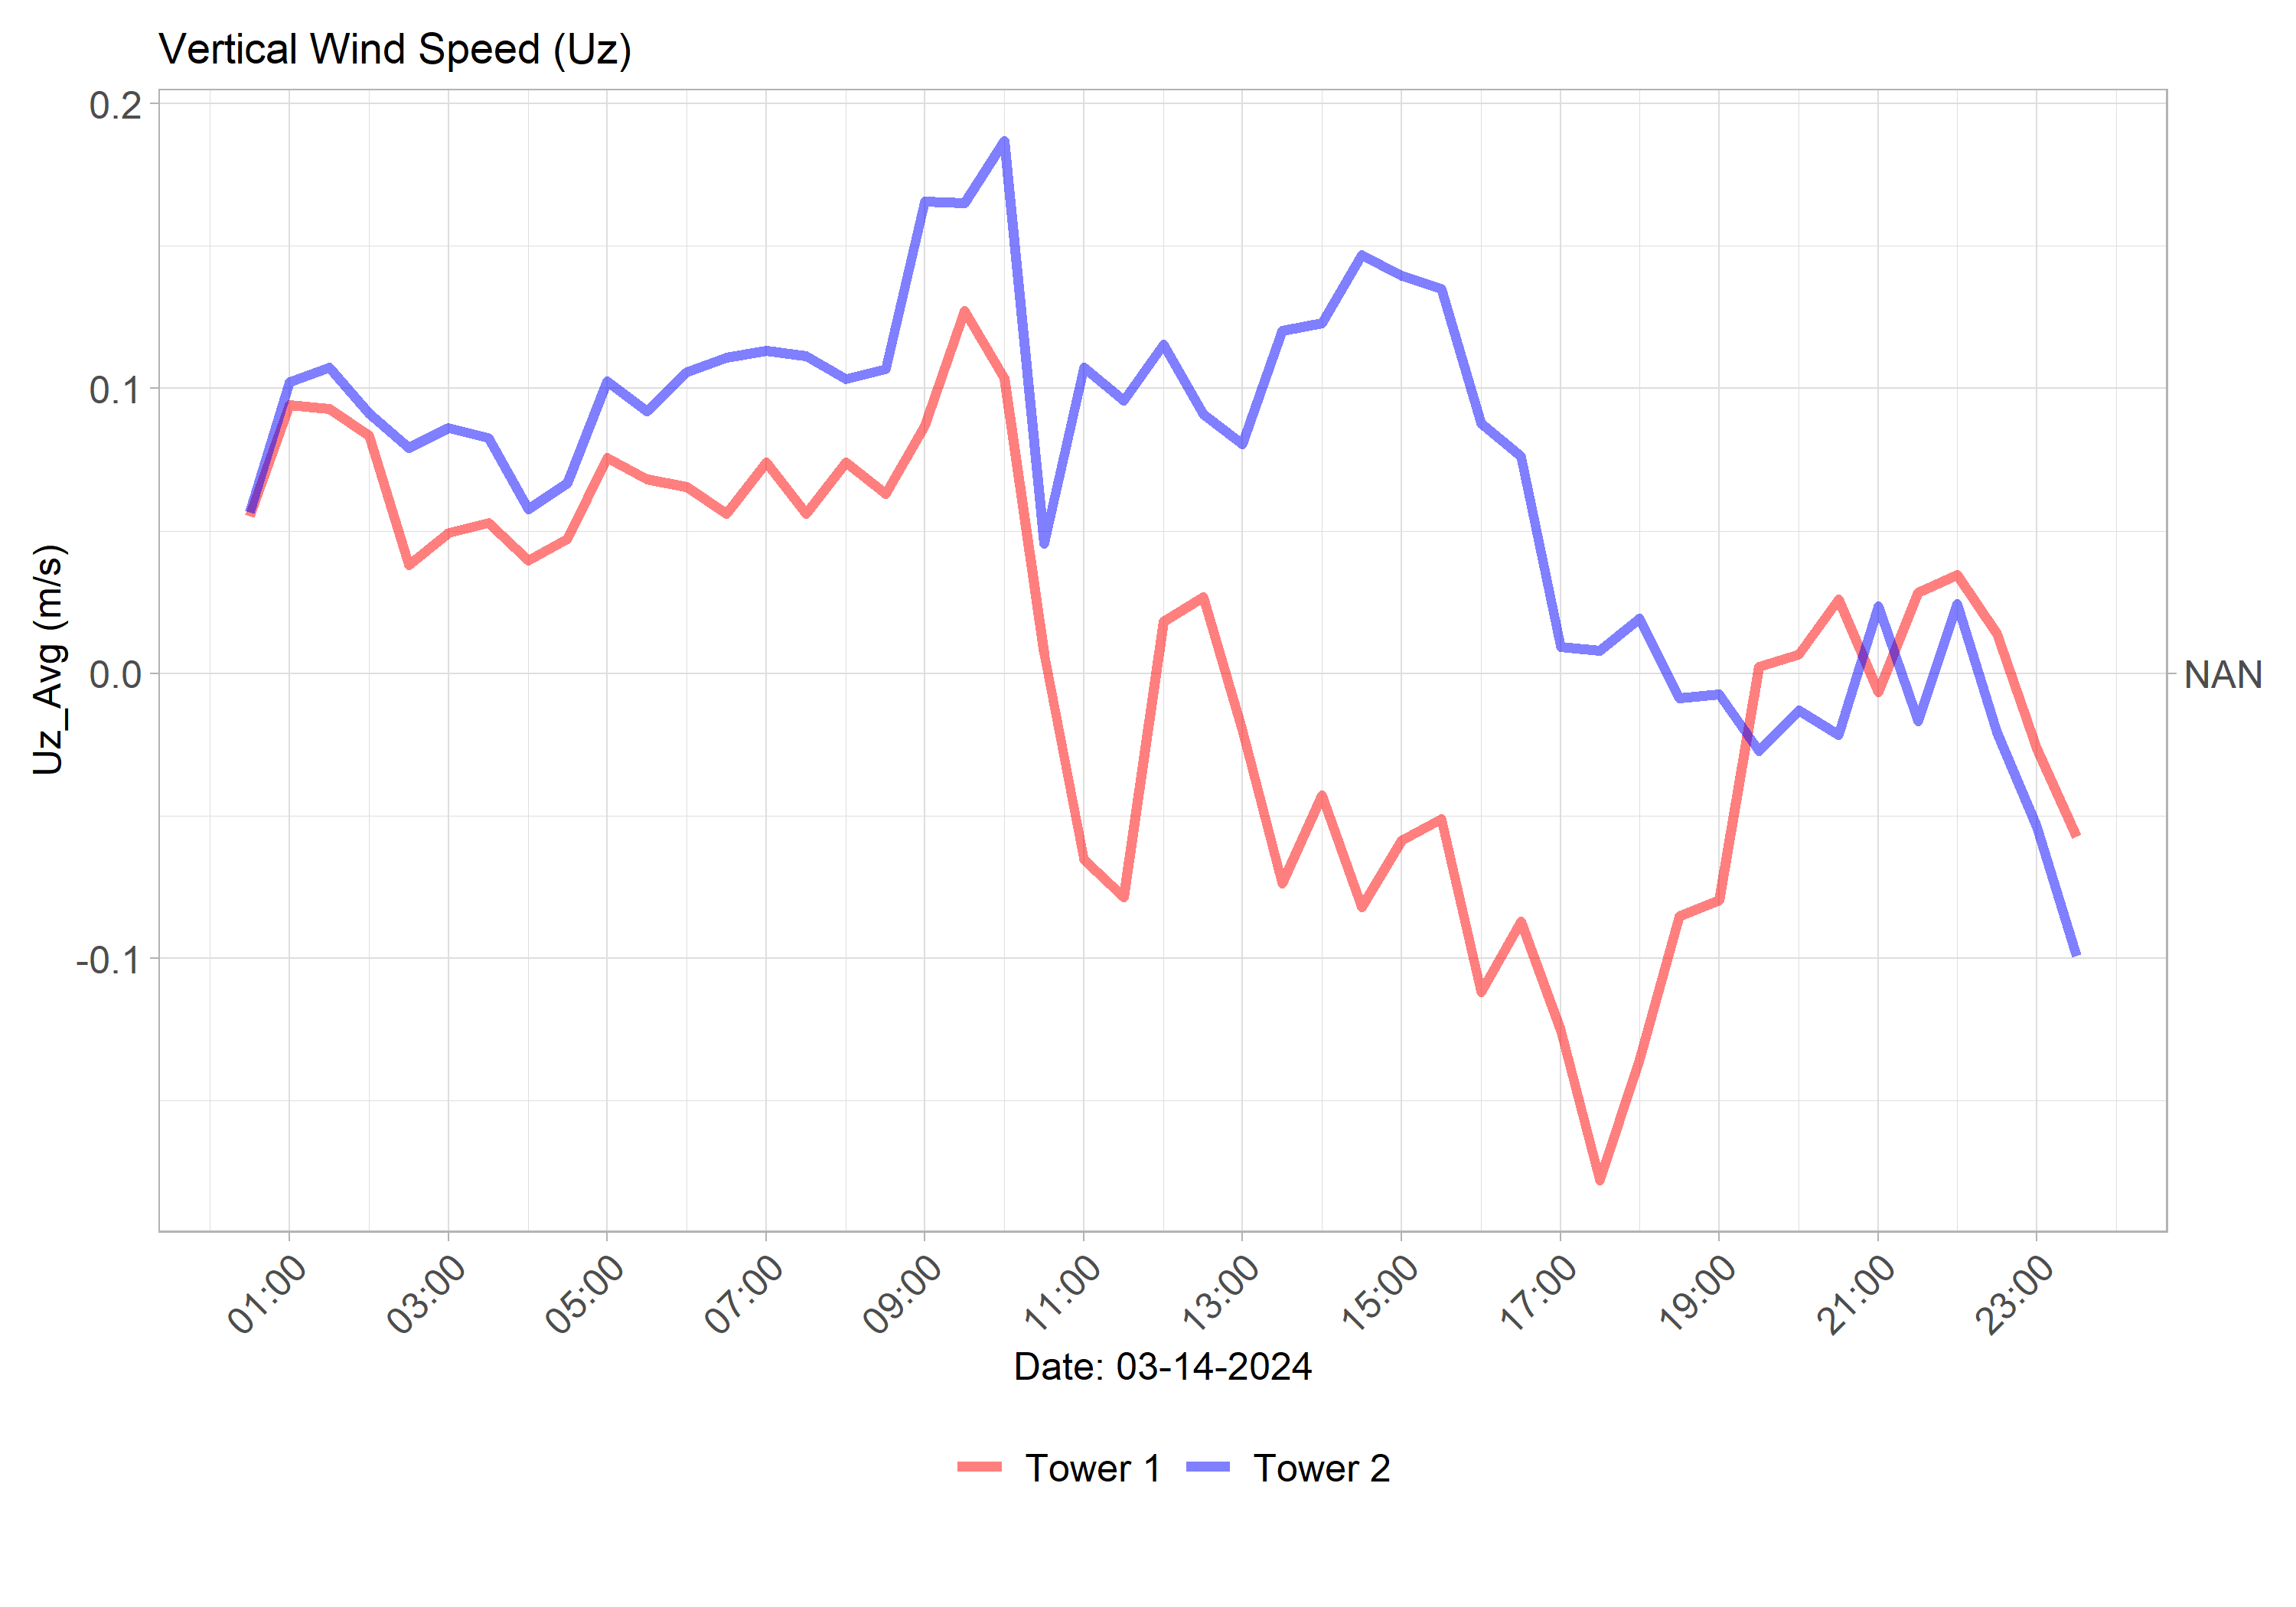 Vertical Wind Speed (Uz)
0.2
0.1
0.0
-0.1
Uz_Avg (m/s)
NAN
01:00 03:00 05:00 07:00 09:00 11:00 13:00 15:00 17:00 19:00 21:00 23:00
Date: 03-14-2024
Tower 1 Tower 2